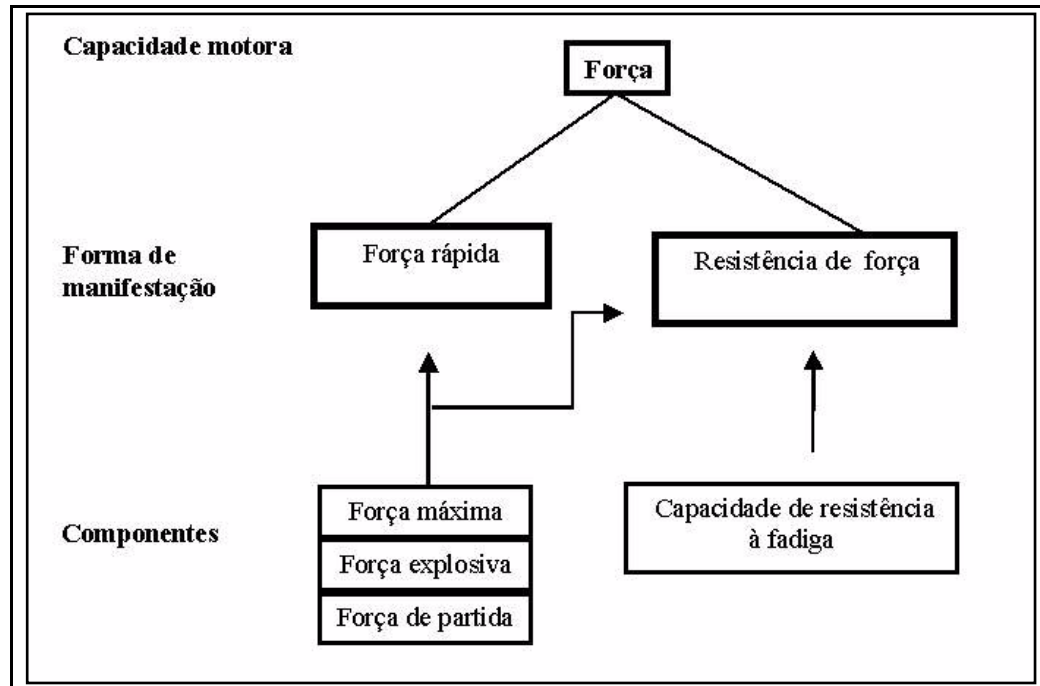 Capacidade motora
Força
Forma de
manifestação
Força rápida
Resistência de força
Componentes
Força máxima
Força explosiva
Força de partida
Capacidade de resistência
à fadiga